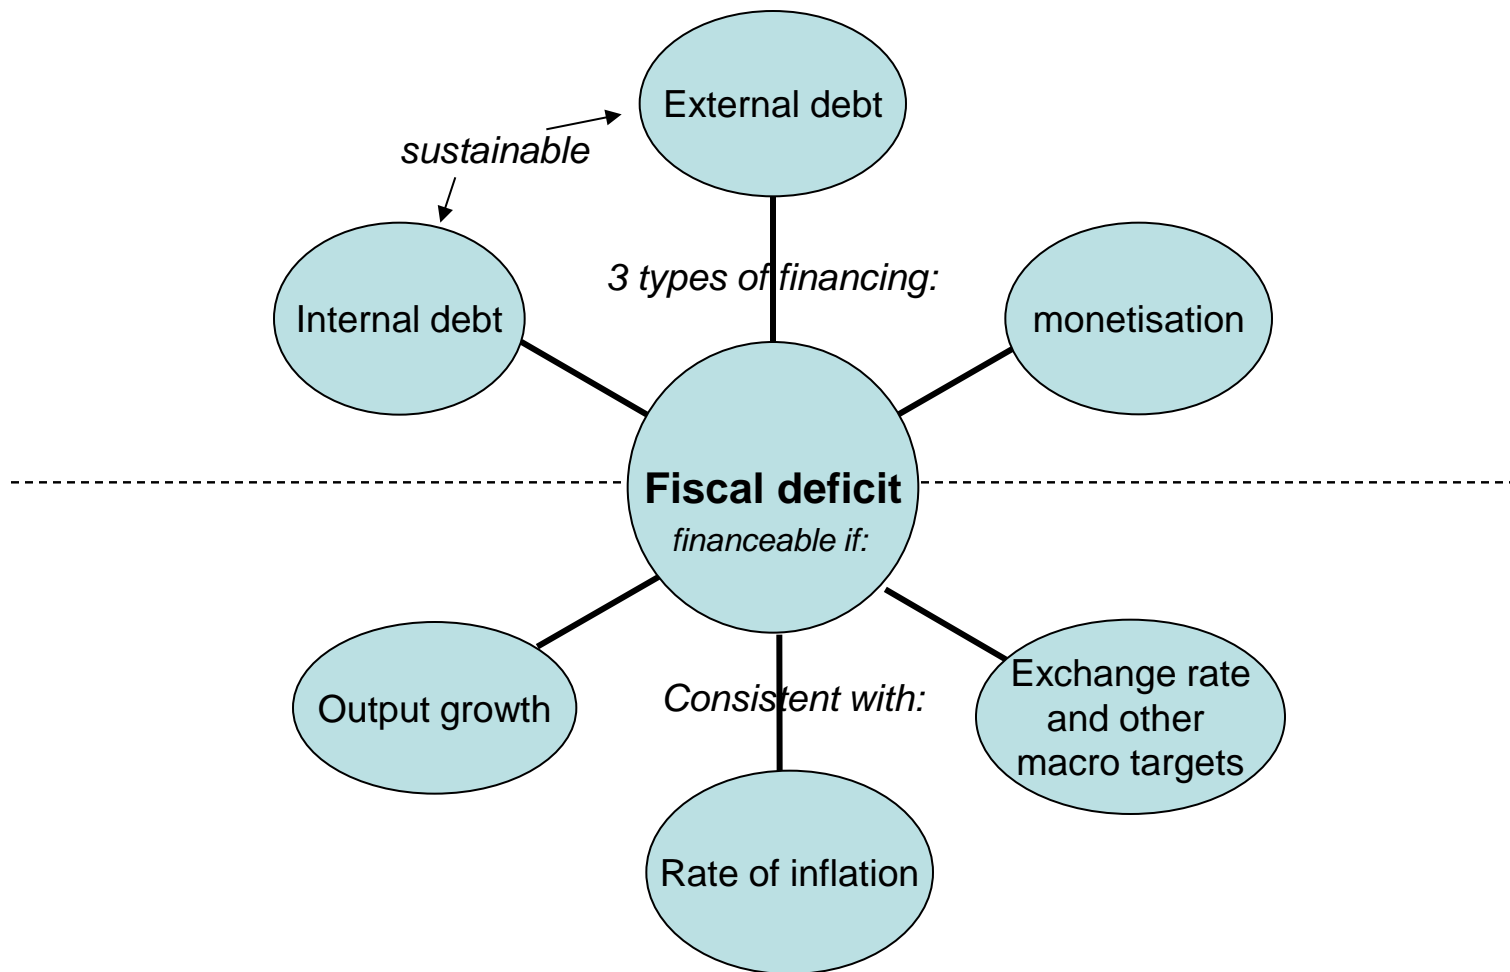 External debt
sustainable
3 types of financing:
Internal debt
monetisation
Fiscal deficit
financeable if:
Output growth
Consistent with:
Exchange rate
and other
macro targets
Rate of inflation